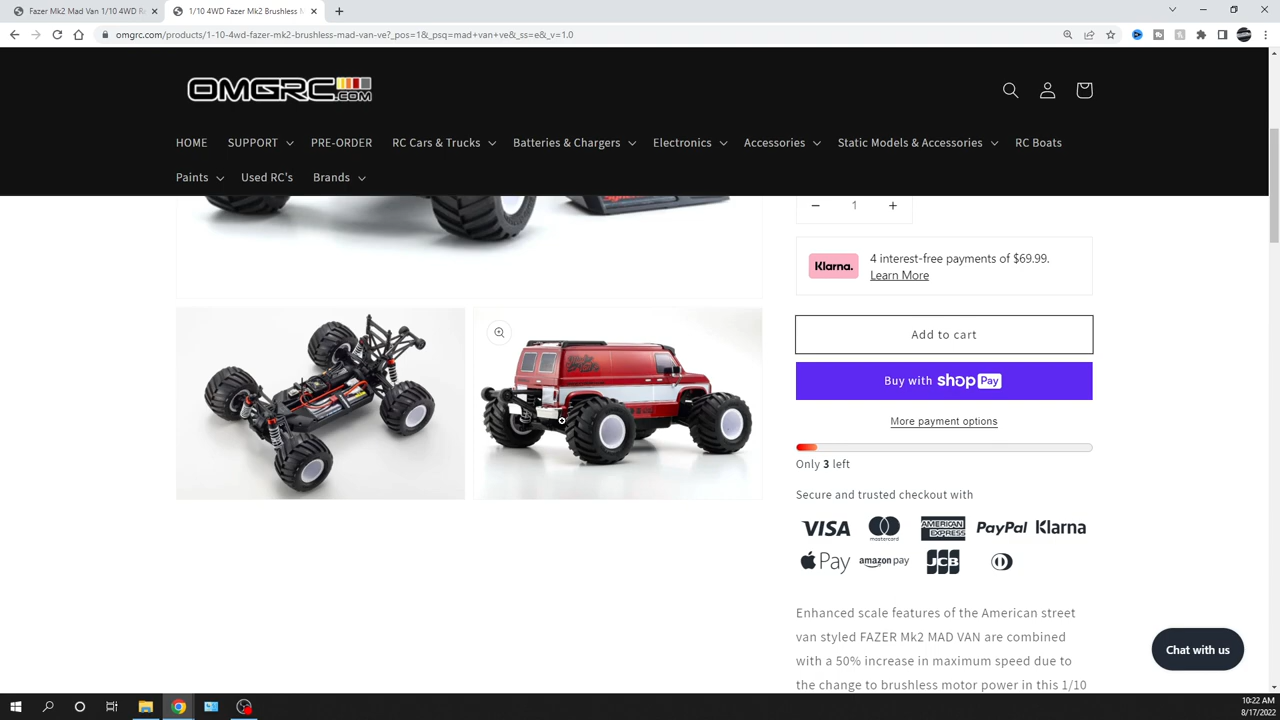 Fazer Mk2 Mad Van 1/10 4WD R
1/10 4WD Fazer Mk2 Brushless M
omgrc.com/products/1-10-4wd-fazer-mk2-brushless-mad-van-ve?_pos=1&_psq=mad+van+ve&_ss=e&_v=1.0
OMGRC.COM
HOME SUPPORT PRE-ORDER RC Cars & Trucks Batteries & Chargers Electronics Accessories Static Models & Accessories RC Boats
Paints Used RC's Brands
1
Klarna. 4 interest-free payments of $69.99.
Learn More
Add to cart
Buy with shop Pay
More payment options
Only 3 left
Secure and trusted checkout with
VISA mastercard AMERICAN EXPRESS PayPal Klarna
Pay amazon pay JCB
Enhanced scale features of the American street
van styled FAZER Mk2 MAD VAN are combined
with a 50% increase in maximum speed due to
the change to brushless motor power in this 1/10
Chat with us
10:22 AM
8/17/2022